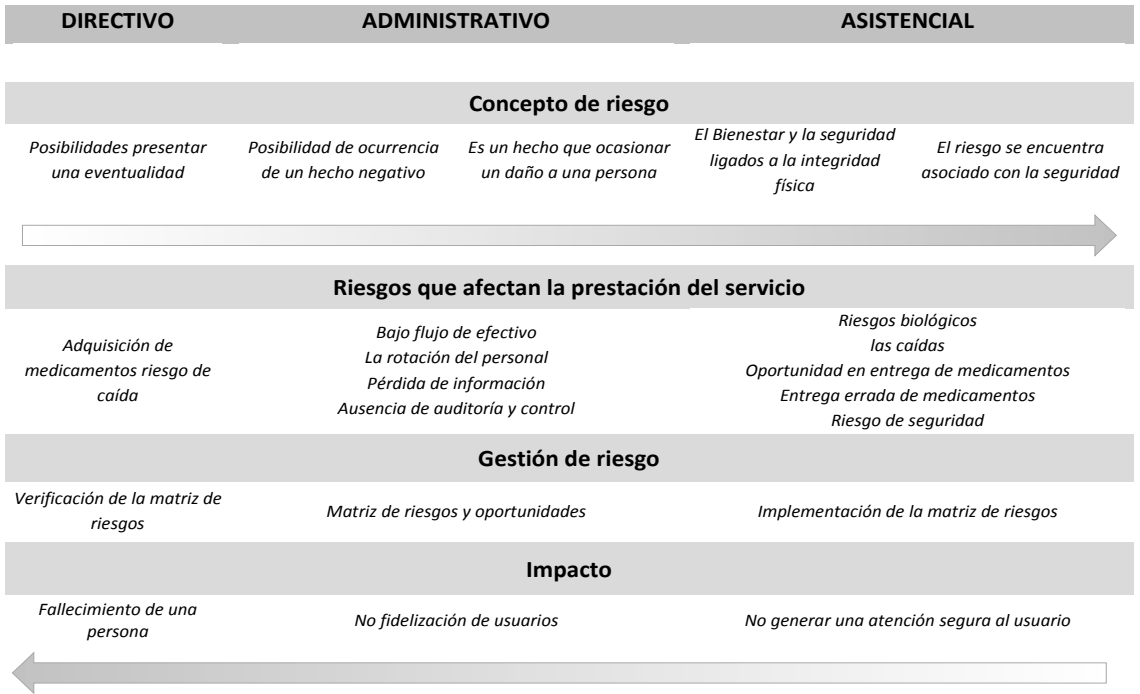 DIRECTIVO ADMINISTRATIVO ASISTENCIAL
Concepto de riesgo
Posibilidades presentar
una eventualidad
Posibilidad de ocurrencia
de un hecho negativo
Es un hecho que ocasionar
un daño a una persona
El Bienestar y la seguridad
ligados a la integridad
física
El riesgo se encuentra
asociado con la seguridad
Riesgos que afectan la prestación del servicio
Adquisición de
medicamentos riesgo de
caída
Bajo flujo de efectivo
La rotación del personal
Pérdida de información
Ausencia de auditoría y control
Riesgos biológicos
las caídas
Oportunidad en entrega de medicamentos
Entrega errada de medicamentos
Riesgo de seguridad
Gestión de riesgo
Verificación de la matriz de
riesgos
Matriz de riesgos y oportunidades
Implementación de la matriz de riesgos
Impacto
Fallecimiento de una
persona
No fidelización de usuarios
No generar una atención segura al usuario